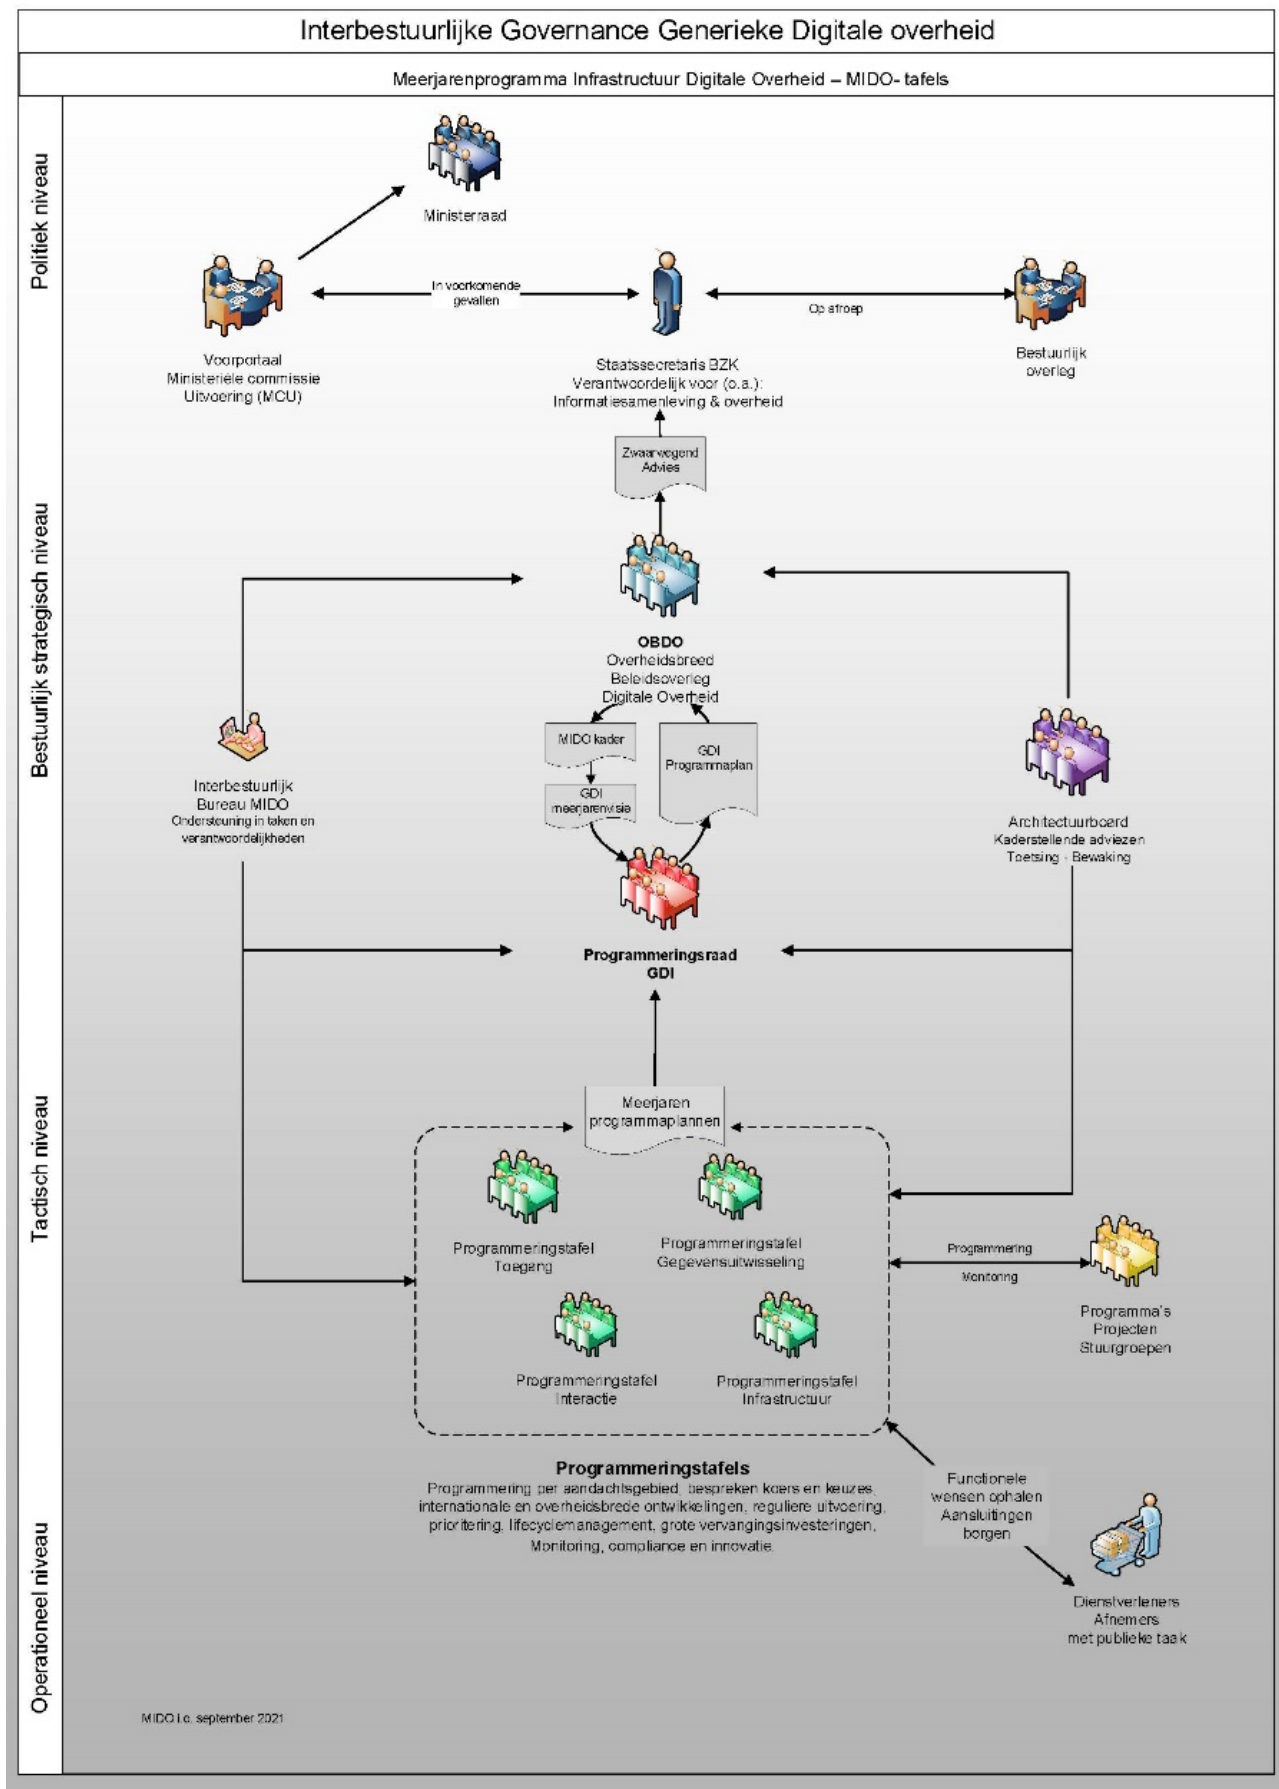 Interbestuurlijke Governance Generieke Digitale overheid
Meerjarenprogramma Infrastructuur Digitale Overheid – MIDO- tafels
Politiek niveau
Ministerraad
In voorkomende
gevallen
Op afroep
Voorportaal
Ministeriële commissie
Uitvoering (MCU)
Staatssecretaris BZK
Verantwoordelijk voor (o.a.):
Informatiesamenleving & overheid
Bestuurlijk
overleg
Zwaarwegend
Advies
Bestuurlijk strategisch niveau
OBDO
Overheidsbreed
Beleidsoverleg
Digitale Overheid
MIDO kader
GDI
meerjarenvisie
GDI
Programmaplan
Interbestuurlijk
Bureau MIDO
Ondersteuning in taken en
verantwoordelijkheden
Architectuurboard
Kaderstellende adviezen
Toetsing - Bewaking
Programmeringsraad
GDI
Tactisch niveau
Meerjaren
programmaplannen
Programmeringstafel
Toegang
Programmeringstafel
Gegevensuitwisseling
Programmering
Monitoring
Programmeringstafel
Interactie
Programmeringstafel
Infrastructuur
Programma's
Projecten
Stuurgroepen
Programmeringstafels
Programmering per aandachtsgebied, bespreken koers en keuzes,
internationale en overheidsbrede ontwikkelingen, reguliere uitvoering,
prioritering, lifecyclemanagement, grote vervangingsinvesteringen,
Monitoring, compliance en innovatie.
Functionele
wensen ophalen
Aansluitingen
borgen
Operationeel niveau
Dienstverleners
Afnemers
met publieke taak
MIDO i.c. september 2021